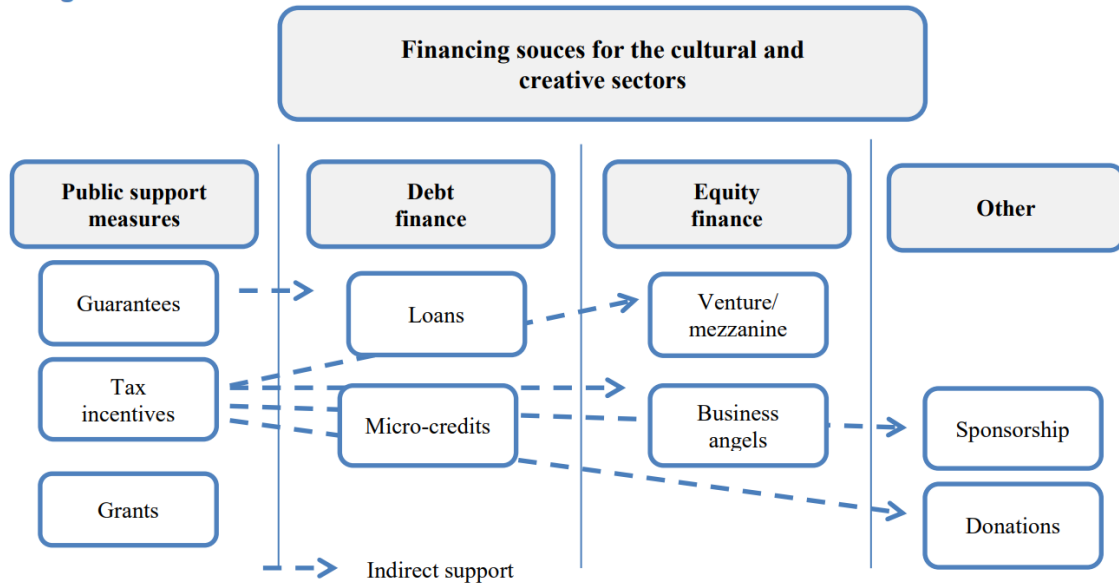 Financing souces for the cultural and
creative sectors
Public support
measures
Debt
finance
Equity
finance
Other
Guarantees
Loans
Venture/
mezzanine
Tax
incentives
Micro-credits
Business
angels
Sponsorship
Grants
Donations
Indirect support